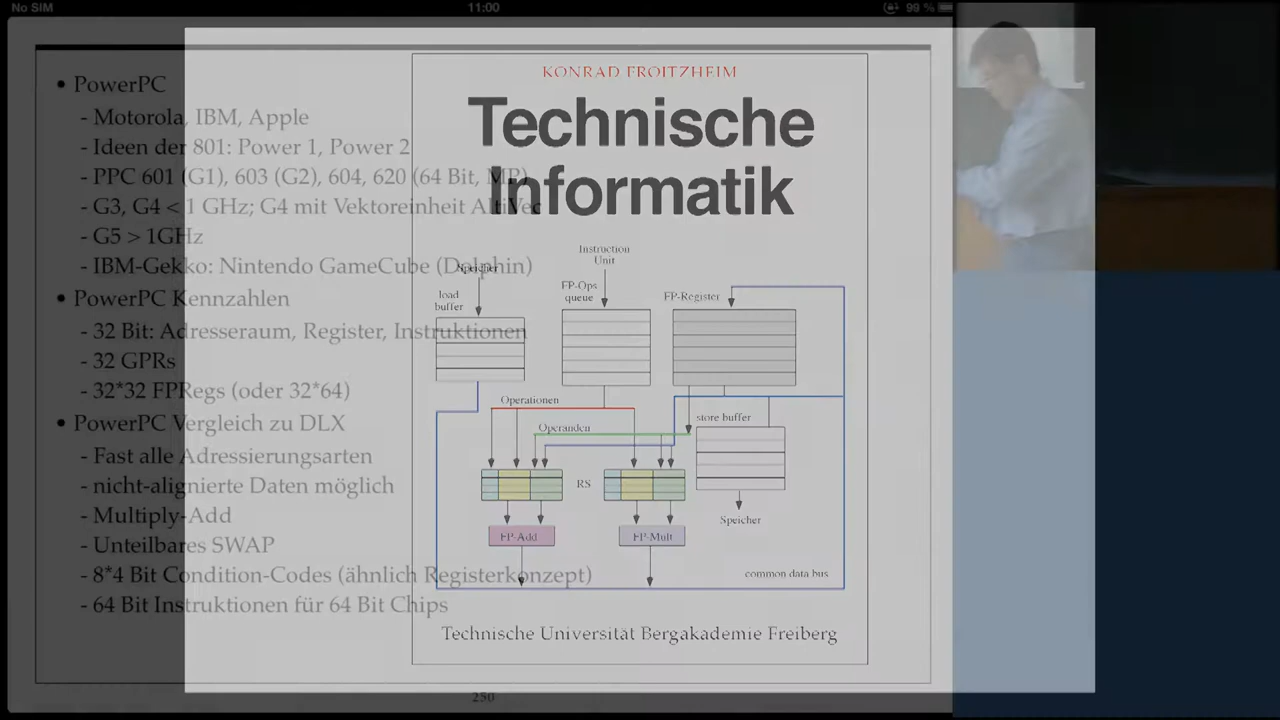 No SIM
11:00
99 %
• PowerPC
- Motorola, IBM, Apple
- Ideen der 801: Power 1, Power 2
- PPC 601 (G1), 603 (G2), 604, 620 (64 Bit, MP)
- G3, G4 < 1 GHz; G4 mit Vektoreinheit AltiVec
- G5 > 1GHz
- IBM-Gekko: Nintendo GameCube (Dolphin)
• PowerPC Kennzahlen
- 32 Bit: Adresseraum, Register, Instruktionen
- 32 GPRs
- 32*32 FPRegs (oder 32*64)
• PowerPC Vergleich zu DLX
- Fast alle Adressierungsarten
- nicht-alignierte Daten möglich
- Multiply-Add
- Unteilbares SWAP
- 8*4 Bit Condition-Codes (ähnlich Registerkonzept)
- 64 Bit Instruktionen für 64 Bit Chips
250
KONRAD FROITZHEIM
Technische
Informatik
Instruction
Unit
Speicher
load
buffer
FP-Ops
queue
FP-Register
Operationen
Operanden
store buffer
RS
Speicher
FP-Add
FP-Mult
common data bus
Technische Universität Bergakademie Freiberg